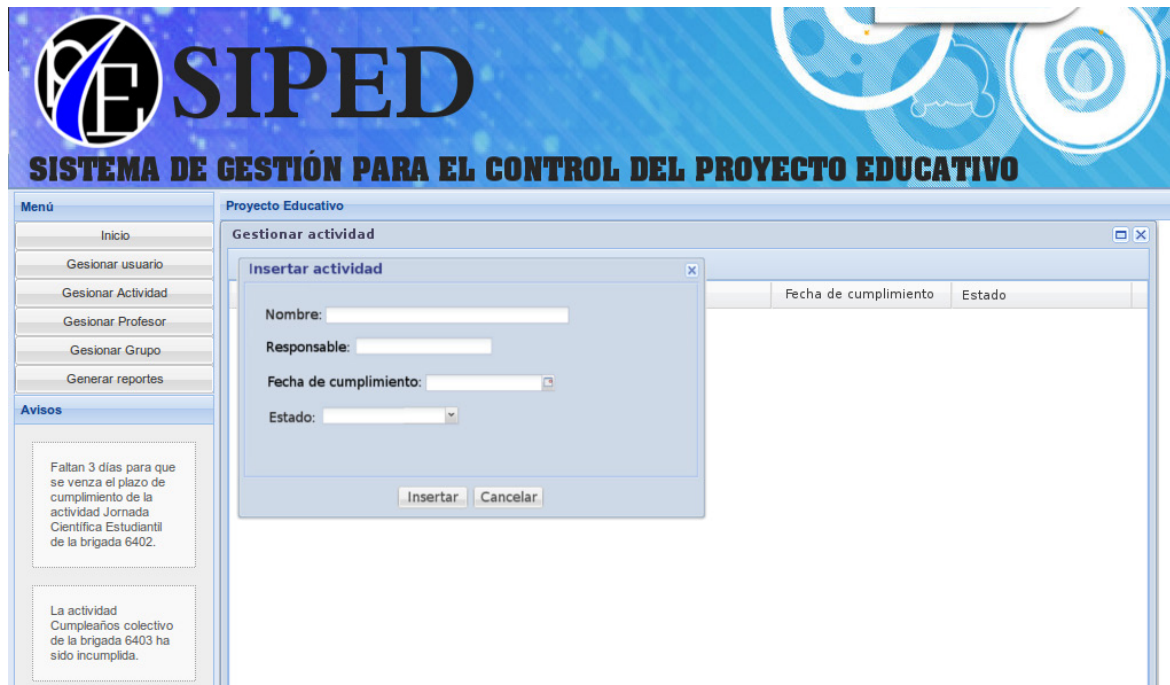 PE SIPED
SISTEMA DE GESTIÓN PARA EL CONTROL DEL PROYECTO EDUCATIVO
Menú
Inicio
Gesionar usuario
Gesionar Actividad
Gesionar Profesor
Gesionar Grupo
Generar reportes
Avisos
Faltan 3 días para que
se venza el plazo de
cumplimiento de la
actividad Jornada
Científica Estudiantil
de la brigada 6402.
La actividad
Cumpleaños colectivo
de la brigada 6403 ha
sido incumplida.
Proyecto Educativo
Gestionar actividad
Fecha de cumplimiento Estado
Insertar actividad
Nombre:
Responsable:
Fecha de cumplimiento:
Estado:
Insertar Cancelar